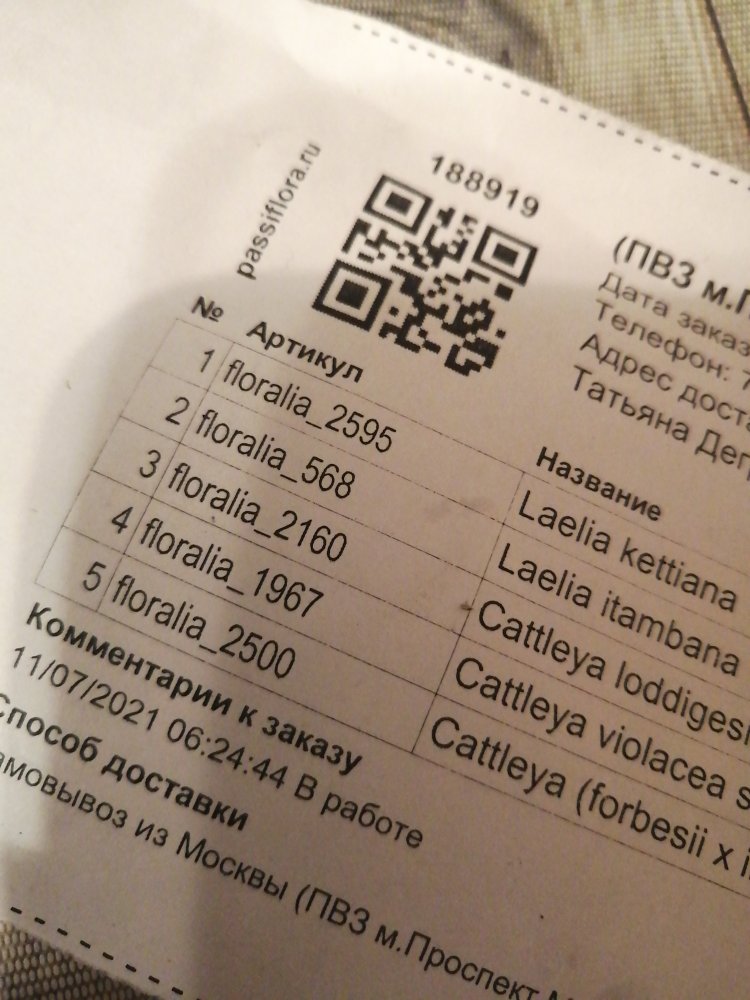 passiflora.ru
188919
(ПВЗ м.
Дата
Телефон:
Адрес
Татьяна
№ Артикул Название
1 floralia_2595 Laelia kettiana
2 floralia_568 Laelia itambana
3 floralia_2160 Cattleya
4 floralia_1967 Cattleya violacea
5 floralia_2500 Cattleya (forbesii x
Комментарии к заказу
11/07/2021 06:24:44 В работе
Способ доставки
из Москвы (ПВЗ м.Проспект